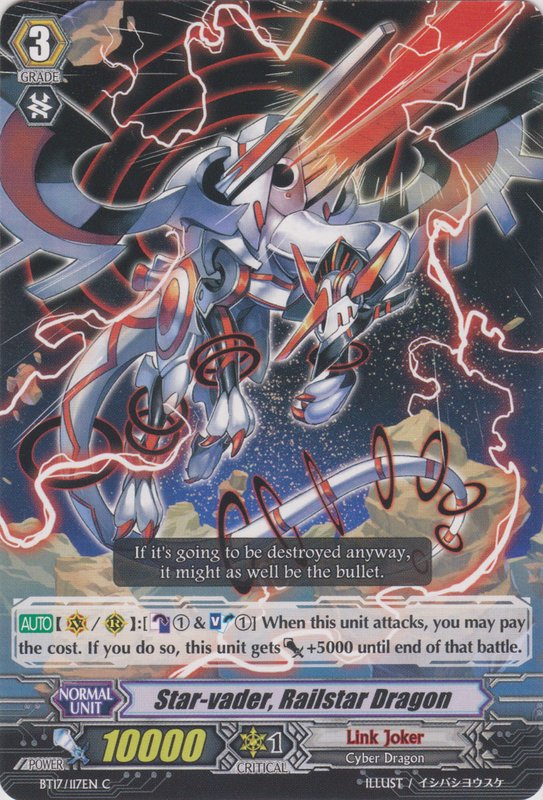 3
GRADE
If it's going to be destroyed anyway,
it might as well be the bullet.
AUTO【V / R】:[① & V①] When this unit attacks, you may pay
the cost. If you do so, this unit gets +5000 until end of that battle.
NORMAL
UNIT
Star-vader, Railstar Dragon
POWER
10000
1
CRITICAL
Link Joker
Cyber Dragon
BT17/117EN C
ILLUST / イシバシヨウスケ